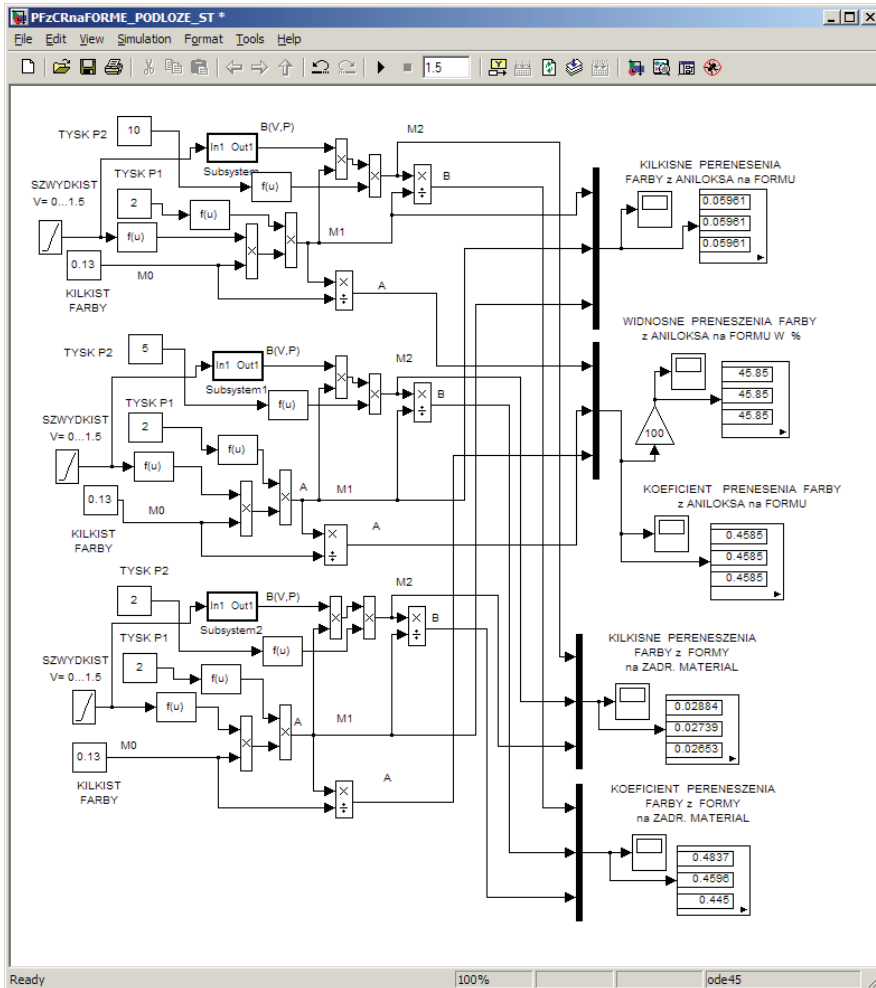 PFzCRnaFORME_PODLOZE_ST *
File Edit View Simulation Format Tools Help
1.5
TYSK P2
10
In1 Out1
Subsystem
B(V,P)
M2
TYSK P1
f(u)
B
SZWYDKIST
V= 0...1.5
2
f(u)
f(u)
M1
0.13
M0
KILKIST
FARBY
A
KILKISNE PERENESENIA
FARBY z ANILOKSA na FORMU
0.05961
0.05961
0.05961
WIDNOSNE PRENESZENIA FARBY
z ANILOKSA na FORMU W %
45.85
45.85
45.85
100
TYSK P2
5
In1 Out1
Subsystem1
B(V,P)
M2
TYSK P1
f(u)
B
SZWYDKIST
V= 0...1.5
2
f(u)
f(u)
A
M1
0.13
M0
KILKIST
FARBY
A
KOEFICIENT PRENESENIA FARBY
z ANILOKSA na FORMU
0.4585
0.4585
0.4585
TYSK P2
2
In1 Out1
Subsystem2
B(V,P)
M2
TYSK P1
f(u)
B
SZWYDKIST
V= 0...1.5
2
f(u)
f(u)
A
M1
0.13
M0
KILKIST
FARBY
A
KILKISNE PERENESZENIA
FARBY z FORMY
na ZADR. MATERIAL
0.02884
0.02739
0.02653
KOEFICIENT PERENESZENIA
FARBY z FORMY
na ZADR. MATERIAL
0.4837
0.4596
0.445
Ready 100% ode45